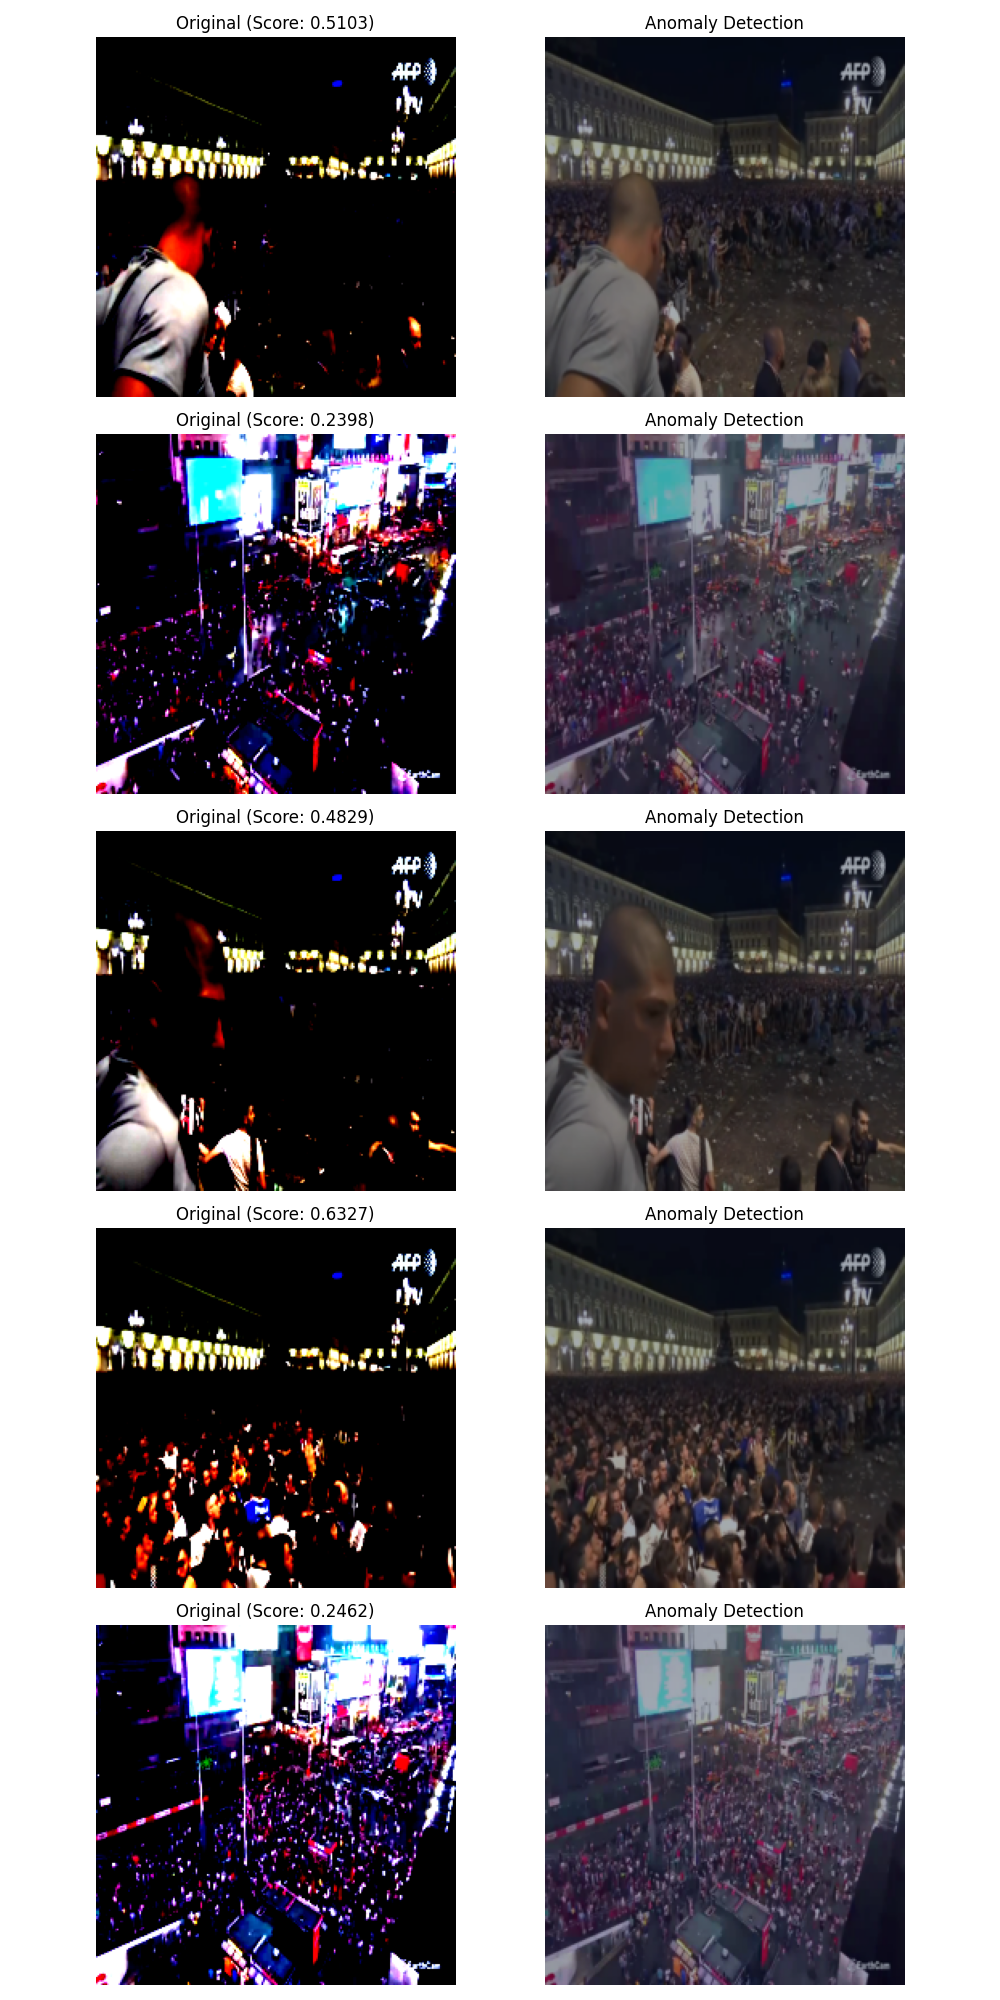 Original (Score: 0.5103)
Anomaly Detection
AFP
TV
AFP
TV
Original (Score: 0.2398)
Anomaly Detection
EarthCam
EarthCam
Original (Score: 0.4829)
Anomaly Detection
AFP
TV
AFP
TV
Original (Score: 0.6327)
Anomaly Detection
AFP
TV
AFP
TV
Original (Score: 0.2462)
Anomaly Detection
EarthCam
EarthCam